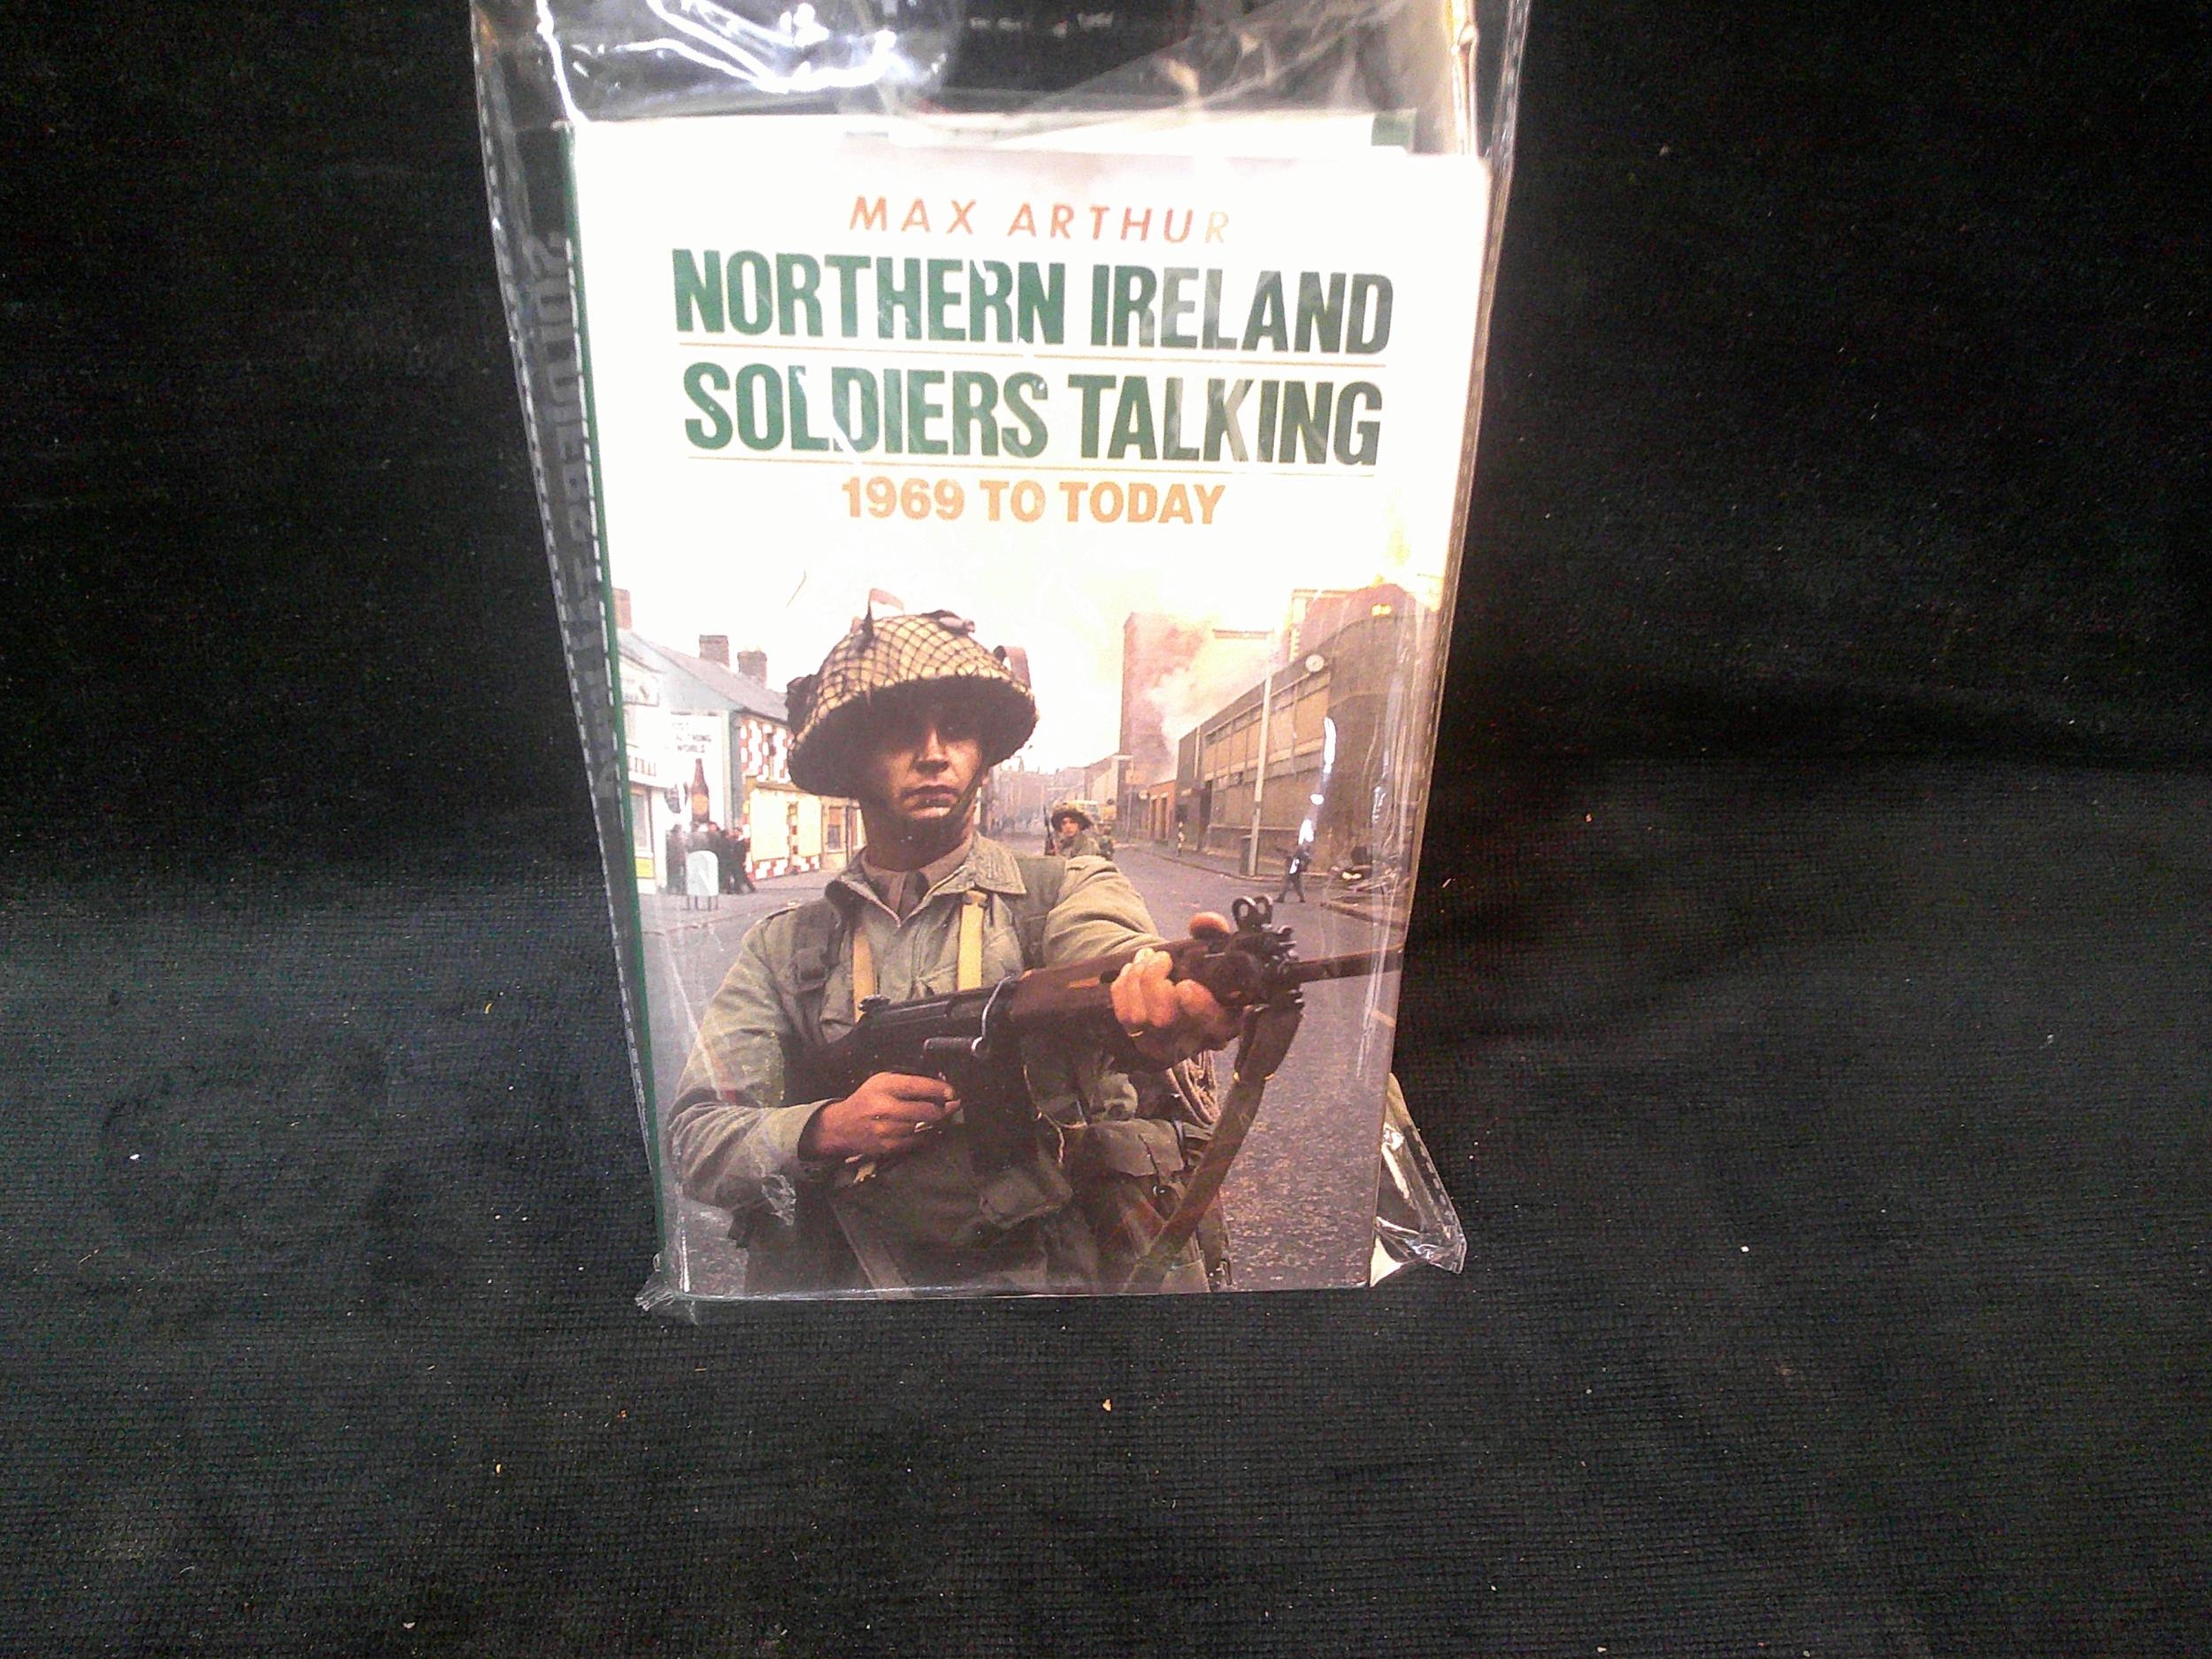 MAX ARTHUR
NORTHERN IRELAND
SOLDIERS TALKING
1969 TO TODAY